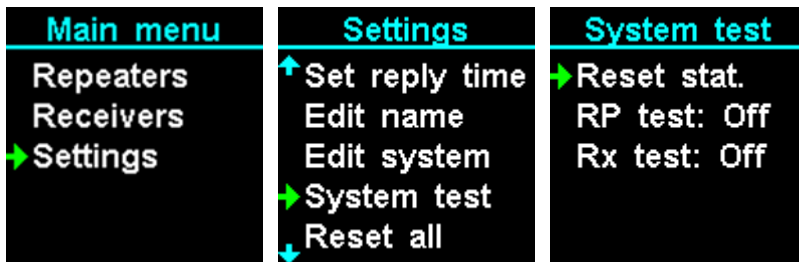 Main menu
Repeaters
Receivers
Settings
Settings
Set reply time
Edit name
Edit system
System test
Reset all
System test
Reset stat.
RP test: Off
Rx test: Off